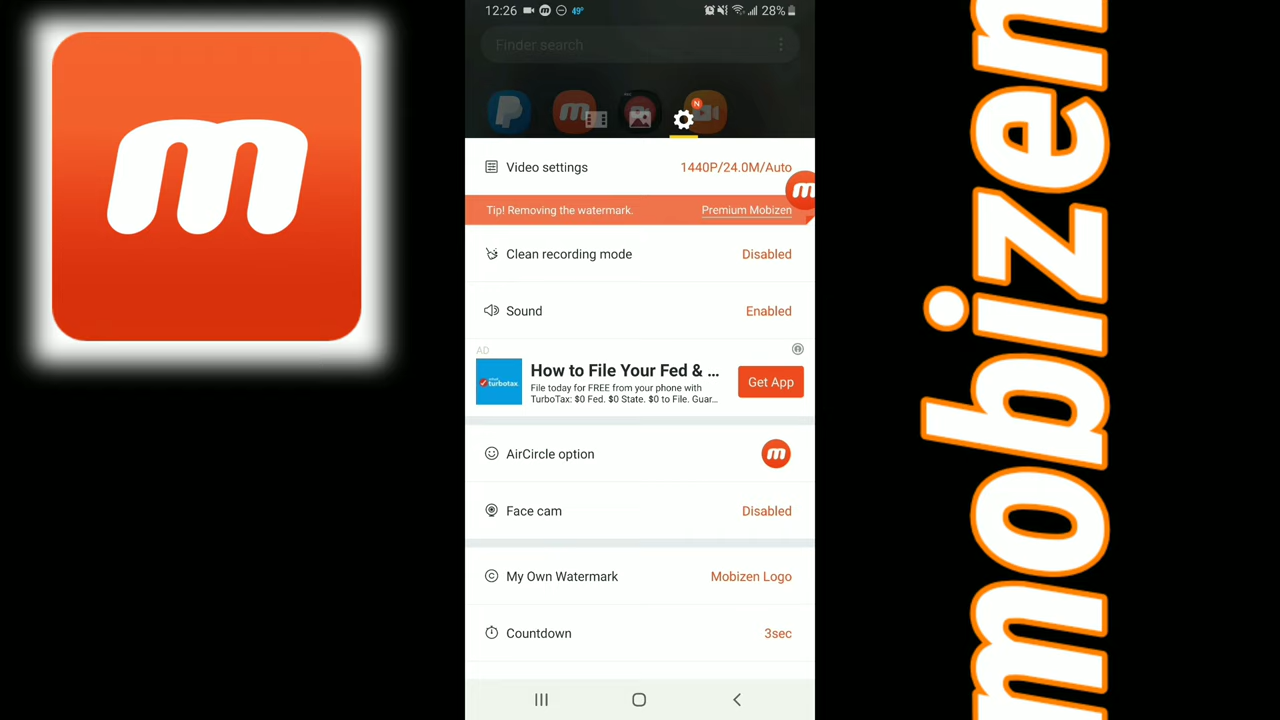 m
12:26
49°
28%
Finder search
N
Video settings
1440P/24.0M/Auto
Tip! Removing the watermark.
Premium Mobizen
m
Clean recording mode
Disabled
Sound
Enabled
AD
turbotax
How to File Your Fed & ...
File today for FREE from your phone with
TurboTax: $0 Fed. $0 State. $0 to File. Guar...
Get App
AirCircle option
m
Face cam
Disabled
My Own Watermark
Mobizen Logo
Countdown
3sec
mobizen